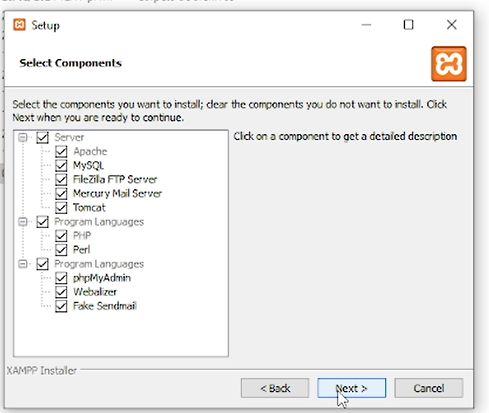 Setup
Select Components
Select the components you want to install; clear the components you do not want to install. Click
Next when you are ready to continue.
Click on a component to get a detailed description
Server
Apache
MySQL
FileZilla FTP Server
Mercury Mail Server
Tomcat
Program Languages
PHP
Perl
Program Languages
phpMyAdmin
Webalizer
Fake Sendmail
XAMPP Installer
< Back
Next >
Cancel